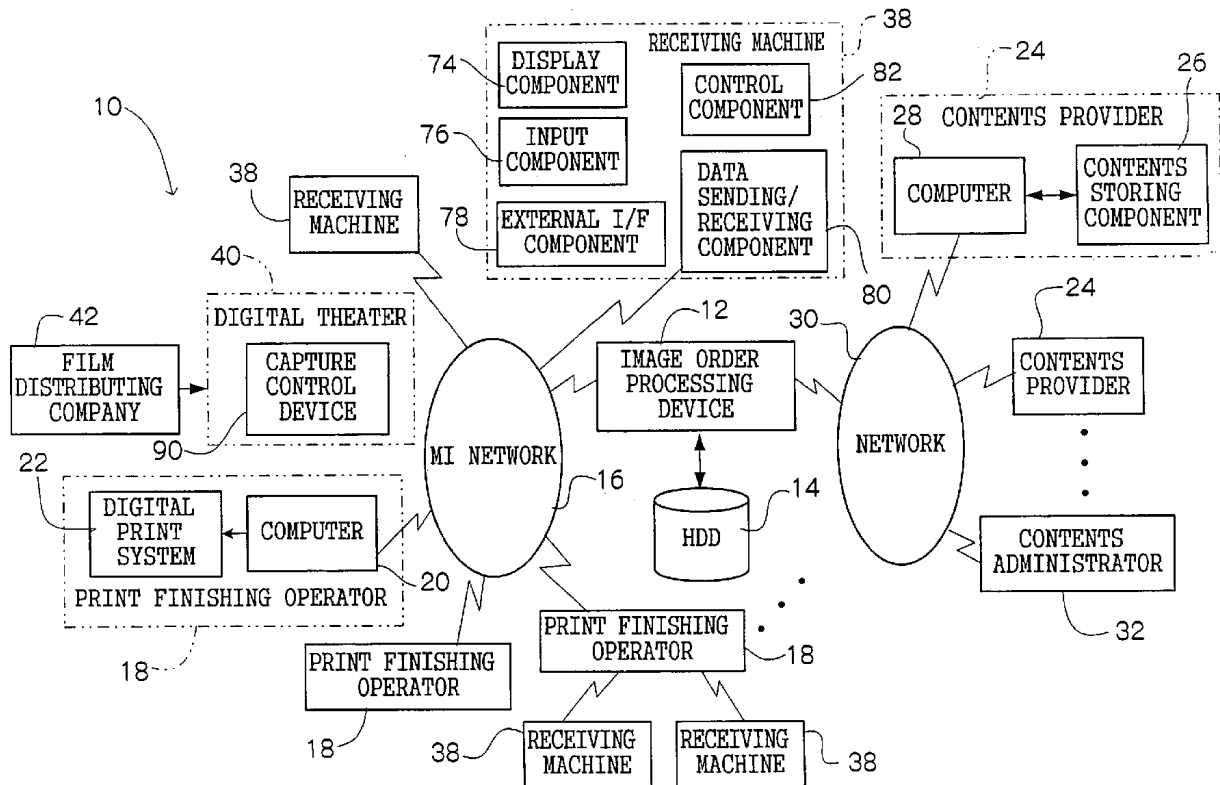 10
38
RECEIVING
MACHINE
RECEIVING MACHINE
38
74
DISPLAY
COMPONENT
76
INPUT
COMPONENT
78
EXTERNAL I/F
COMPONENT
CONTROL
COMPONENT
82
DATA
SENDING/
RECEIVING
COMPONENT
80
24
26
CONTENTS PROVIDER
28
COMPUTER
CONTENTS
STORING
COMPONENT
40
42
FILM
DISTRIBUTING
COMPANY
DIGITAL THEATER
CAPTURE
CONTROL
DEVICE
90
12
IMAGE ORDER
PROCESSING
DEVICE
30
24
CONTENTS
PROVIDER
MI NETWORK
16
NETWORK
HDD
14
CONTENTS
ADMINISTRATOR
32
22
DIGITAL
PRINT
SYSTEM
COMPUTER
20
PRINT FINISHING OPERATOR
18
PRINT FINISHING
OPERATOR
18
PRINT FINISHING
OPERATOR
18
38
RECEIVING
MACHINE
RECEIVING
MACHINE
38